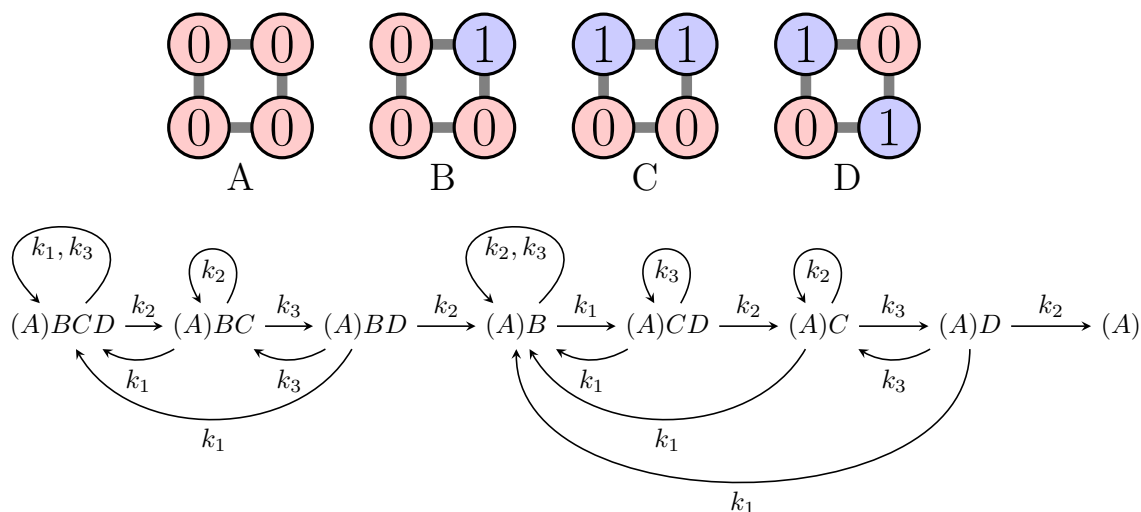 0 0 0 1 1 1 1 0
0 0 0 0 0 0 0 1
A B C D
k₁, k₃ k₂ k₂, k₃ k₃ k₂
(A)BCD k₂ (A)BC k₃ (A)BD k₂ (A)B k₁ (A)CD k₂ (A)C k₃ (A)D k₂ (A)
k₁ k₃ k₁ k₃
k₁ k₁
k₁